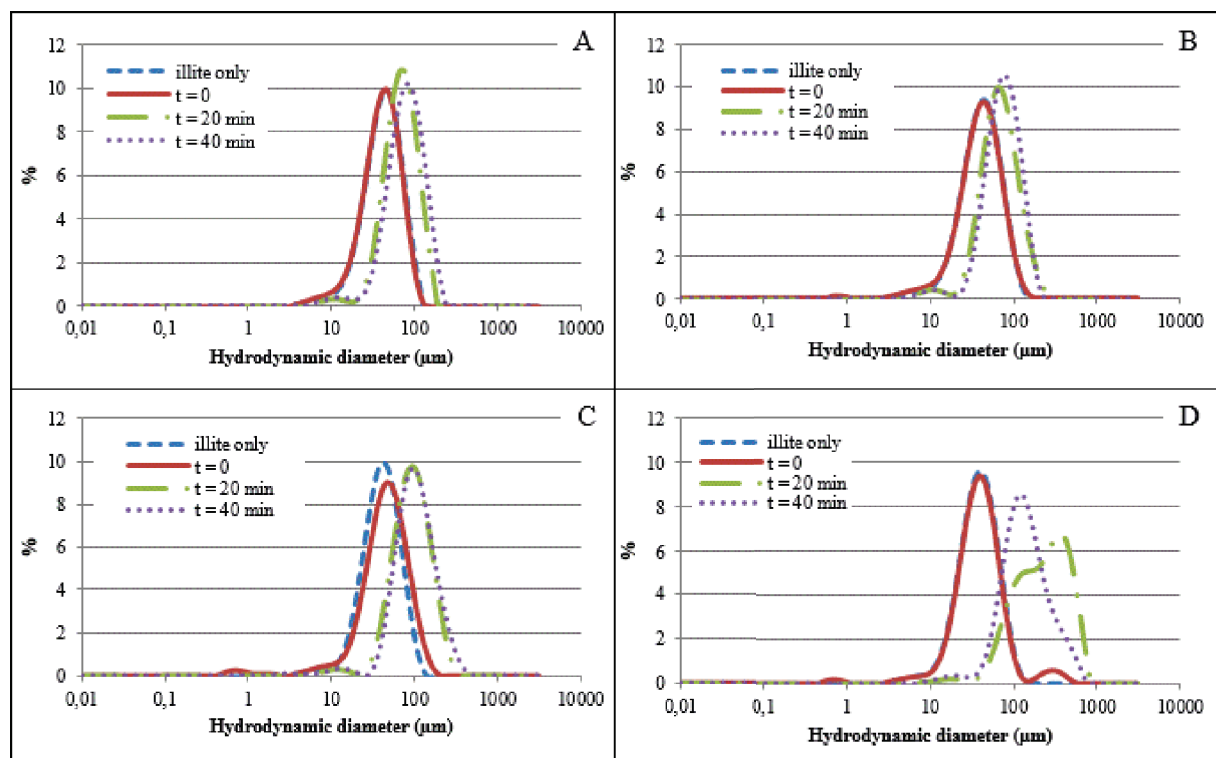 A
12
10
8
6
4
2
0
%
illite only
t = 0
t = 20 min
t = 40 min
0,01 0,1 1 10 100 1000 10000
Hydrodynamic diameter (µm)
B
12
10
8
6
4
2
0
%
illite only
t = 0
t = 20 min
t = 40 min
0,01 0,1 1 10 100 1000 10000
Hydrodynamic diameter (µm)
C
12
10
8
6
4
2
0
%
illite only
t = 0
t = 20 min
t = 40 min
0,01 0,1 1 10 100 1000 10000
Hydrodynamic diameter (µm)
D
12
10
8
6
4
2
0
%
illite only
t = 0
t = 20 min
t = 40 min
0,01 0,1 1 10 100 1000 10000
Hydrodynamic diameter (µm)